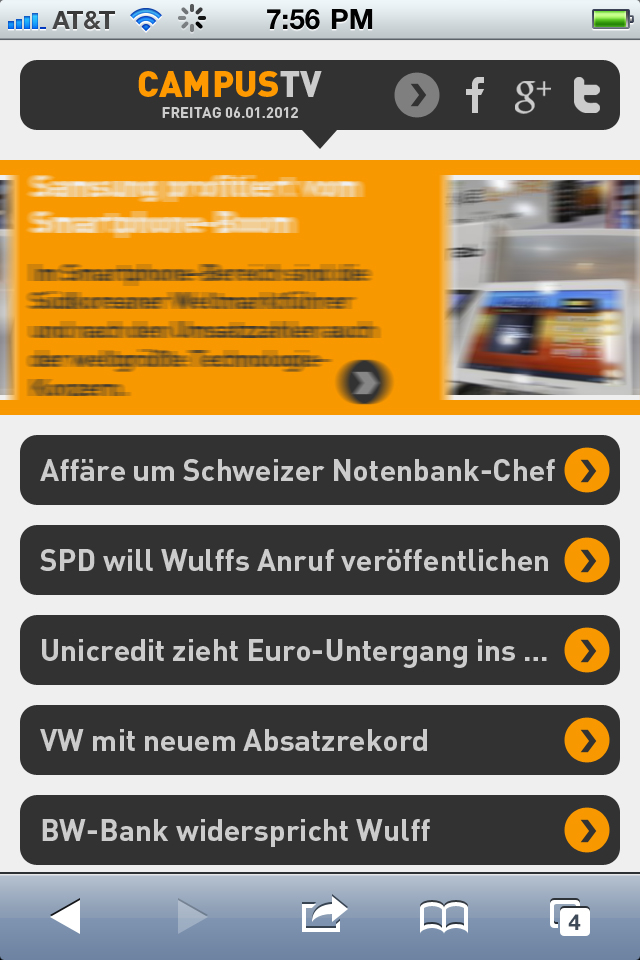 AT&T 7:56 PM
CAMPUSTV
FREITAG 06.01.2012
f g+ t
Samsung profitiert vom
Smartphone-Boom
Im Smartphone-Bereich sind die
Südkoreaner Weltmarktführer
und nach den Umsatzzahlen auch
der weltgrößte Technologie-
Konzern.
Affäre um Schweizer Notenbank-Chef
SPD will Wulffs Anruf veröffentlichen
Unicredit zieht Euro-Untergang ins ...
VW mit neuem Absatzrekord
BW-Bank widerspricht Wulff
4